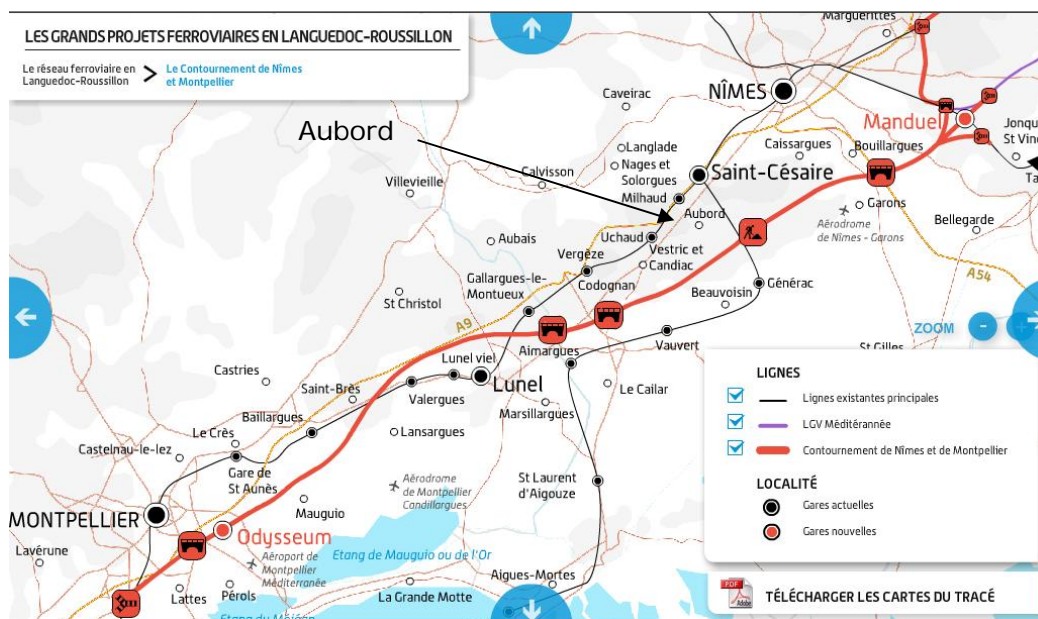 LES GRANDS PROJETS FERROVIAIRES EN LANGUEDOC-ROUSSILLON
Le réseau ferroviaire en
Languedoc-Roussillon
>
Le Contournement de Nîmes
et Montpellier
Marguerittes
NÎMES
Caveirac
Manduel
Jonqu
St Vinc
Ta
Aubord
Langlade
Nages et
Solorgues
Milhaud
Caissargues
Bouillargues
Calvisson
Saint-Césaire
Villevieille
Garons
Aubord
Aérodrome
de Nîmes - Garons
Bellegarde
Aubais
Uchaud
Vestric et
Candiac
Vergèze
Codognan
Gallargues-le-
Montueux
A54
Générac
Beauvoisin
St Christol
A9
ZOOM
-
+
Aimargues
Vauvert
St Gilles
Lunel viel
Castries
Lunel
Le Cailar
Saint-Brès
Valergues
Marsillargues
Baillargues
Le Crès
Lansargues
Castelnau-le-lez
Gare de
St Aunès
Aérodrome
de Montpellier
Candillargues
St Laurent
d'Aigouze
Mauguio
MONTPELLIER
Odysseum
Lavérune
Etang de Mauguio ou de l'Or
Aéroport de
Montpellier
Méditerranée
Aigues-Mortes
Lattes
Pérols
La Grande Motte
Etang du Méjéan
LIGNES
Lignes existantes principales
LGV Méditérannée
Contournement de Nîmes et de Montpellier
LOCALITÉ
Gares actuelles
Gares nouvelles
PDF
Adobe
TÉLÉCHARGER LES CARTES DU TRACÉ